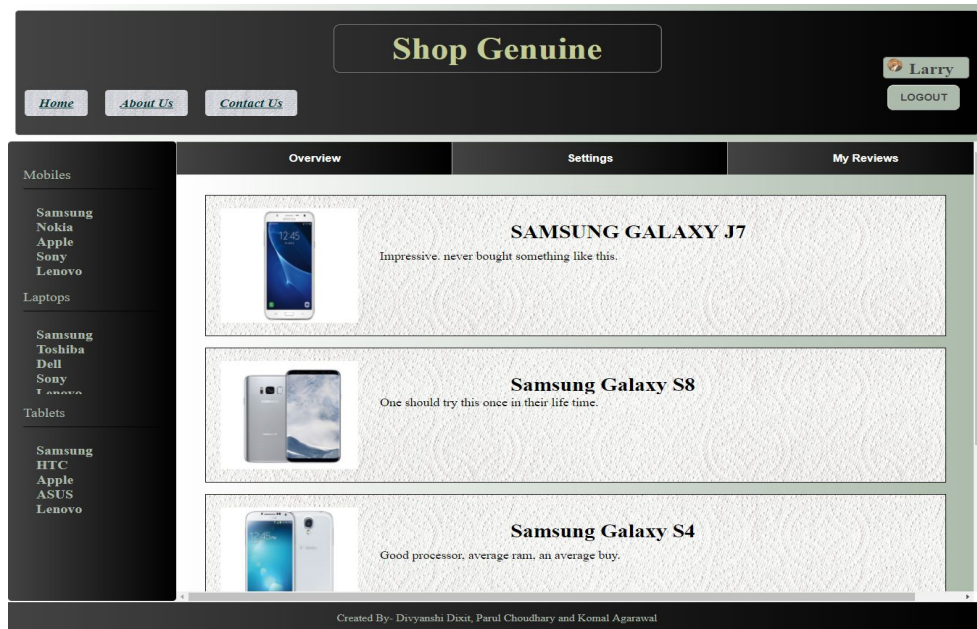 Shop Genuine
Larry
LOGOUT
Home
About Us
Contact Us
Overview
Settings
My Reviews
Mobiles
Samsung
Nokia
Apple
Sony
Lenovo
Laptops
Samsung
Toshiba
Dell
Sony
Lenovo
Tablets
Samsung
HTC
Apple
ASUS
Lenovo
12:45
SAMSUNG GALAXY J7
Impressive. never bought something like this.
Samsung Galaxy S8
One should try this once in their life time.
Samsung Galaxy S4
Good processor, average ram, an average buy.
Created By- Divyanshi Dixit, Parul Choudhary and Komal Agarawal